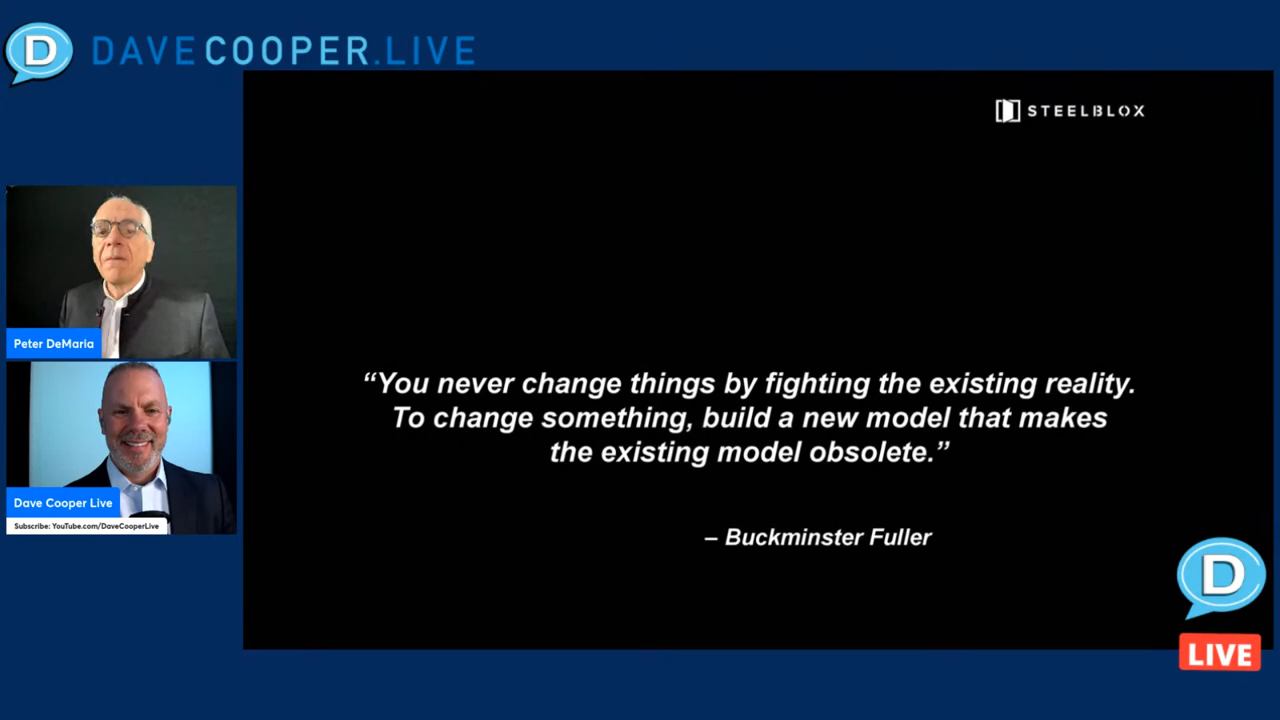 D DAVECOOPER.LIVE
STEELBLOX
Peter DeMaria
Dave Cooper Live
Subscribe: YouTube.com/DaveCooperLive
“You never change things by fighting the existing reality.
To change something, build a new model that makes
the existing model obsolete.”
– Buckminster Fuller
D
LIVE